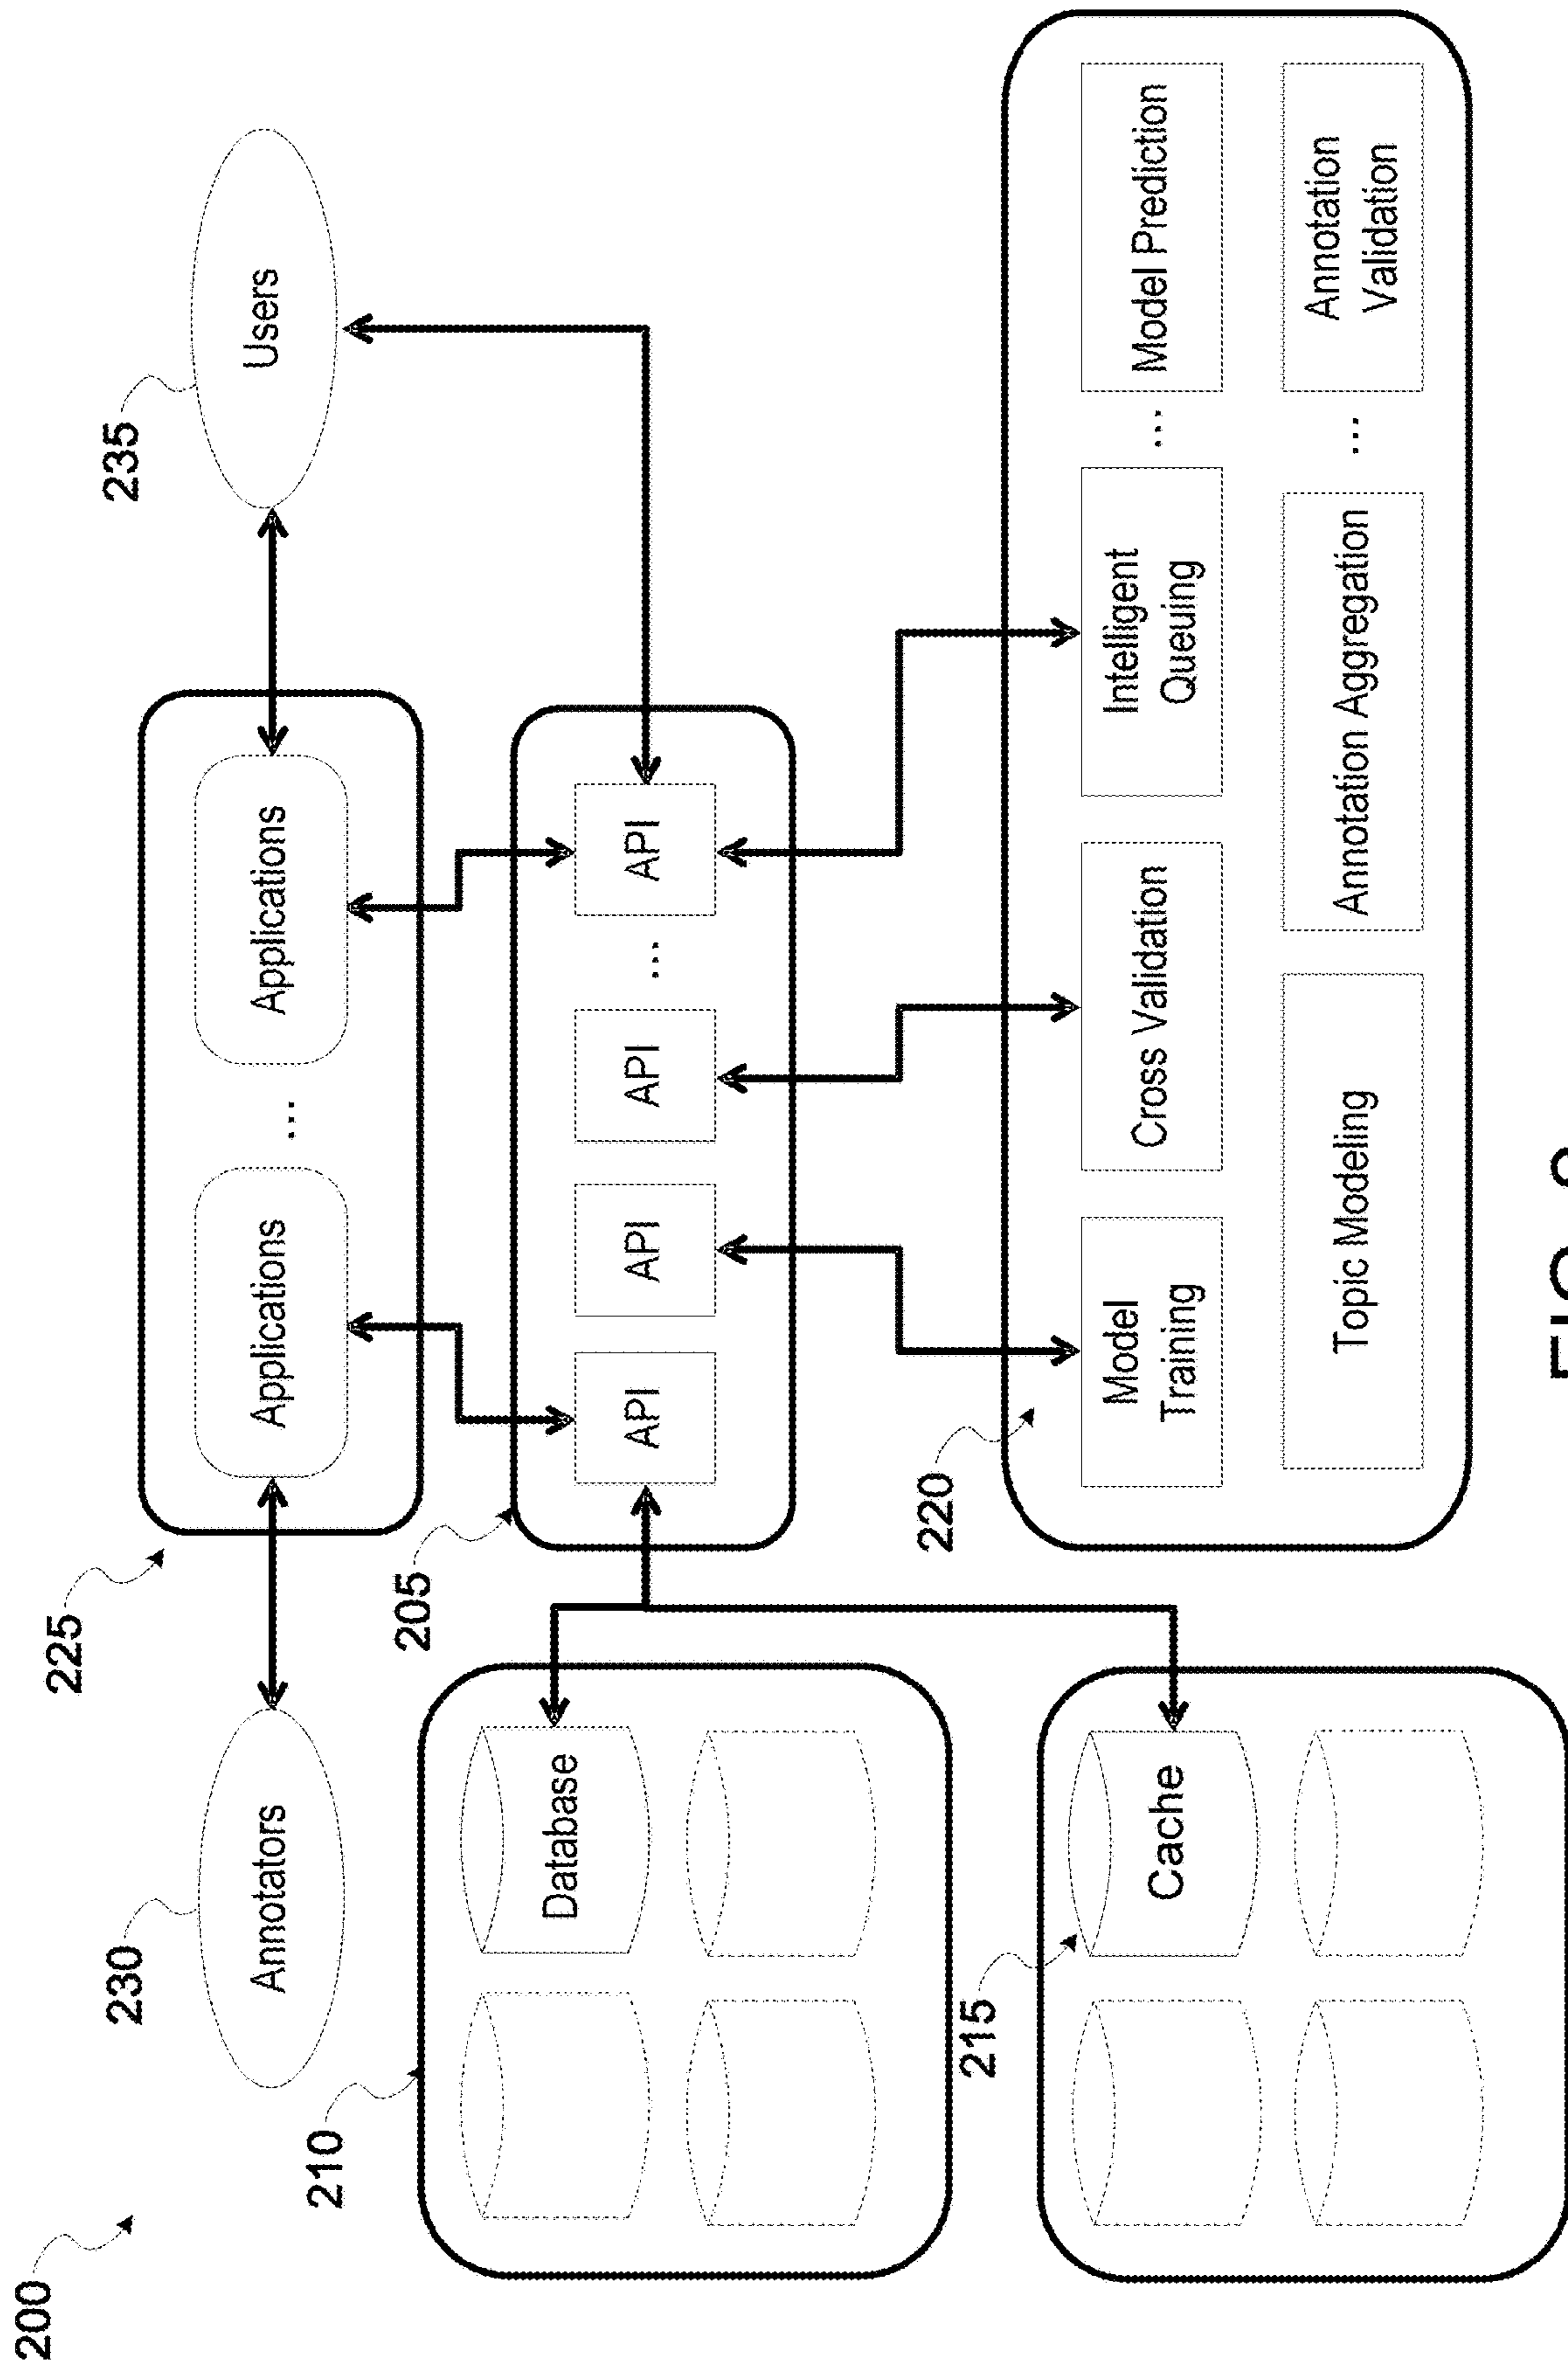 200
230
225
235
Annotators
Applications
...
Applications
Users
210
205
Database
API
API
API
...
API
215
220
Cache
Model
Training
Cross Validation
Intelligent
Queuing
...
Model Prediction
Topic Modeling
Annotation Aggregation
...
Annotation
Validation
FIG